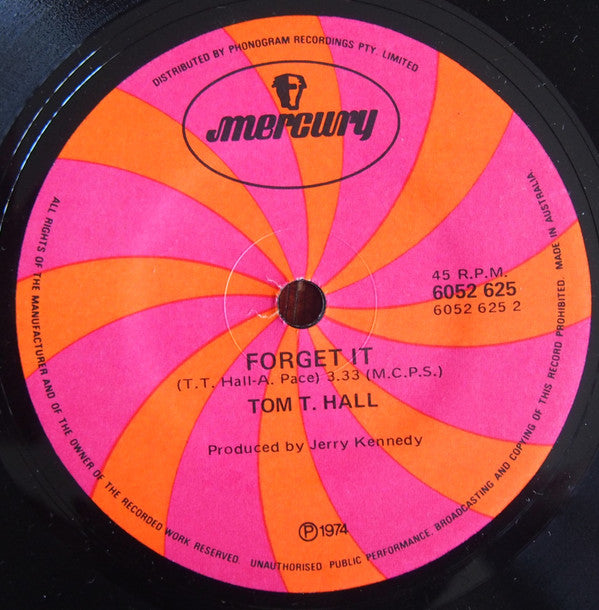 DISTRIBUTED BY PHONOGRAM RECORDINGS PTY. LIMITED
mercury
45 R.P.M.
6052 625
6052 625 2
FORGET IT
(T.T. Hall-A. Pace) 3.33 (M.C.P.S.)
TOM T. HALL
Produced by Jerry Kennedy
Ⓟ1974
ALL RIGHTS OF THE MANUFACTURER AND OF THE OWNER OF THE RECORDED WORK RESERVED. UNAUTHORISED PUBLIC PERFORMANCE, BROADCASTING AND COPYING OF THIS RECORD PROHIBITED. MADE IN AUSTRALIA